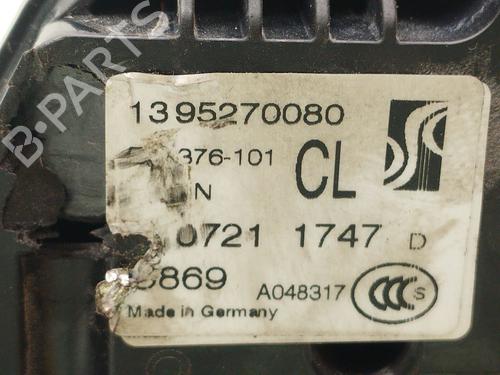 B-PARTS
1395270080
376-101
CL
N
0721 1747 D
869
A048317
S
Made in Germany